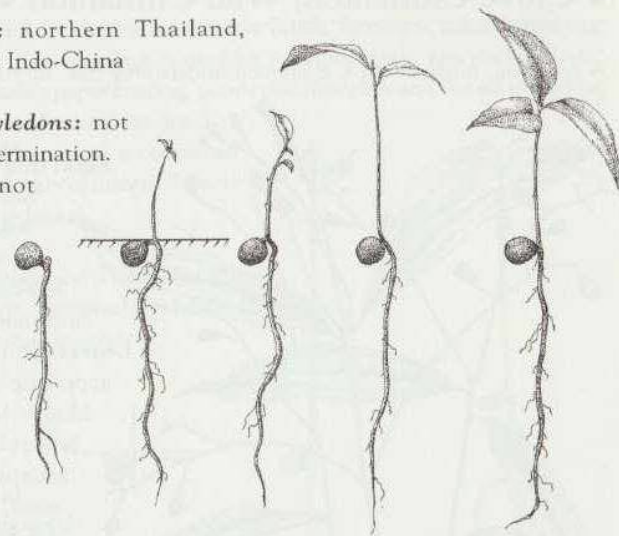 : northern Thailand,
Indo-China
yledons: not
ermination.
not